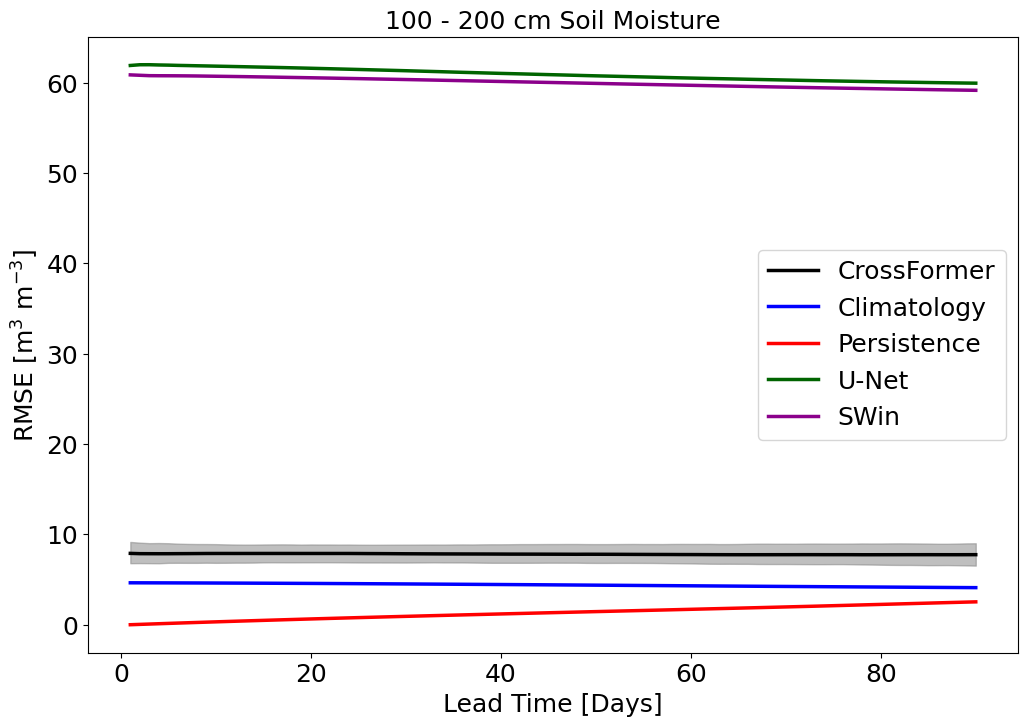 100 - 200 cm Soil Moisture
RMSE [m³ m⁻³]
60
50
40
30
20
10
0
CrossFormer
Climatology
Persistence
U-Net
SWin
0 20 40 60 80
Lead Time [Days]